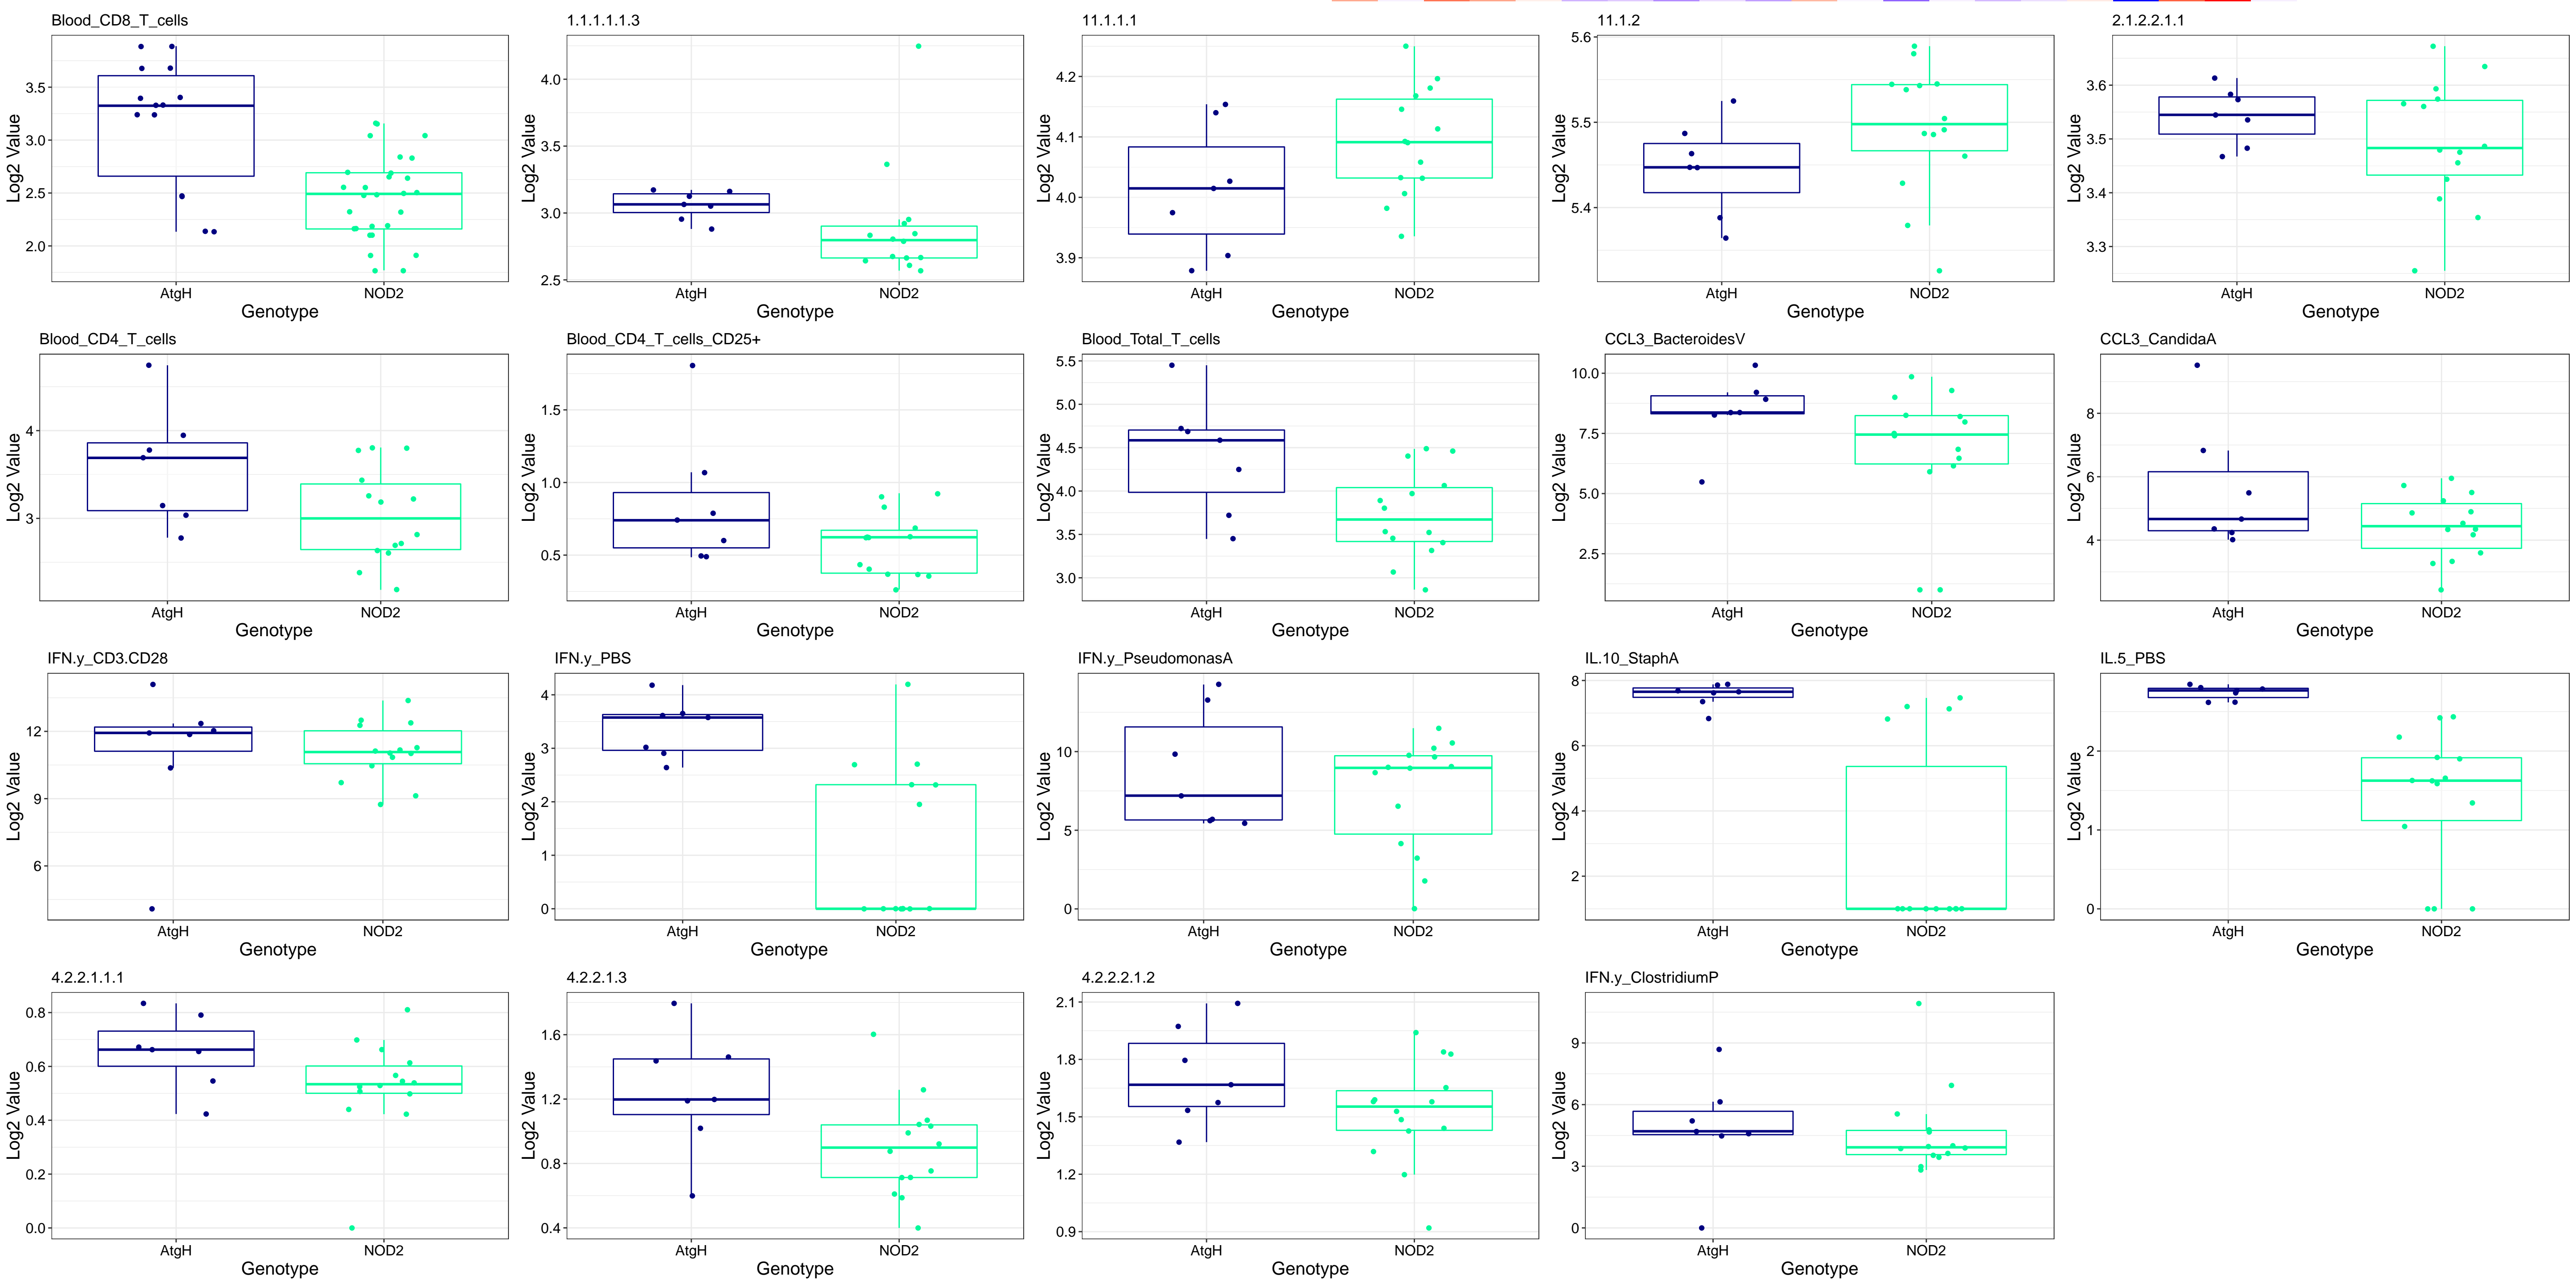 Blood_CD8_T_cells
Log2 Value
3.5
3.0
2.5
2.0
AtgH
NOD2
Genotype
1.1.1.1.1.3
Log2 Value
4.0
3.5
3.0
2.5
AtgH
NOD2
Genotype
11.1.1.1
Log2 Value
4.2
4.1
4.0
3.9
AtgH
NOD2
Genotype
11.1.2
Log2 Value
5.6
5.5
5.4
AtgH
NOD2
Genotype
2.1.2.2.1.1
Log2 Value
3.6
3.5
3.4
3.3
AtgH
NOD2
Genotype
Blood_CD4_T_cells
Log2 Value
4
3
AtgH
NOD2
Genotype
Blood_CD4_T_cells_CD25+
Log2 Value
1.5
1.0
0.5
AtgH
NOD2
Genotype
Blood_Total_T_cells
Log2 Value
5.5
5.0
4.5
4.0
3.5
3.0
AtgH
NOD2
Genotype
CCL3_BacteroidesV
Log2 Value
10.0
7.5
5.0
2.5
AtgH
NOD2
Genotype
CCL3_CandidaA
Log2 Value
8
6
4
AtgH
NOD2
Genotype
IFN.y_CD3.CD28
Log2 Value
12
9
6
AtgH
NOD2
Genotype
IFN.y_PBS
Log2 Value
4
3
2
1
0
AtgH
NOD2
Genotype
IFN.y_PseudomonasA
Log2 Value
10
5
0
AtgH
NOD2
Genotype
IL.10_StaphA
Log2 Value
8
6
4
2
AtgH
NOD2
Genotype
IL.5_PBS
Log2 Value
2
1
0
AtgH
NOD2
Genotype
4.2.2.1.1.1
Log2 Value
0.8
0.6
0.4
0.2
0.0
AtgH
NOD2
Genotype
4.2.2.1.3
Log2 Value
1.6
1.2
0.8
0.4
AtgH
NOD2
Genotype
4.2.2.2.1.2
Log2 Value
2.1
1.8
1.5
1.2
0.9
AtgH
NOD2
Genotype
IFN.y_ClostridiumP
Log2 Value
9
6
3
0
AtgH
NOD2
Genotype